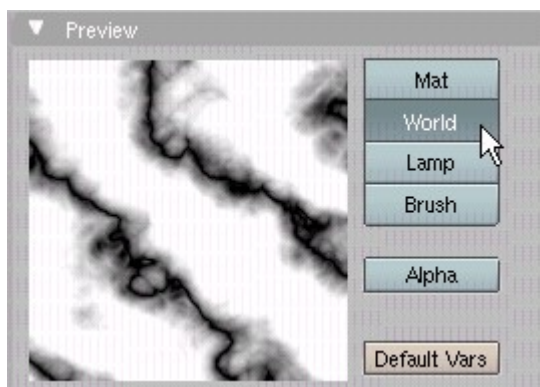 Preview
Mat
World
Lamp
Brush
Alpha
Default Vars